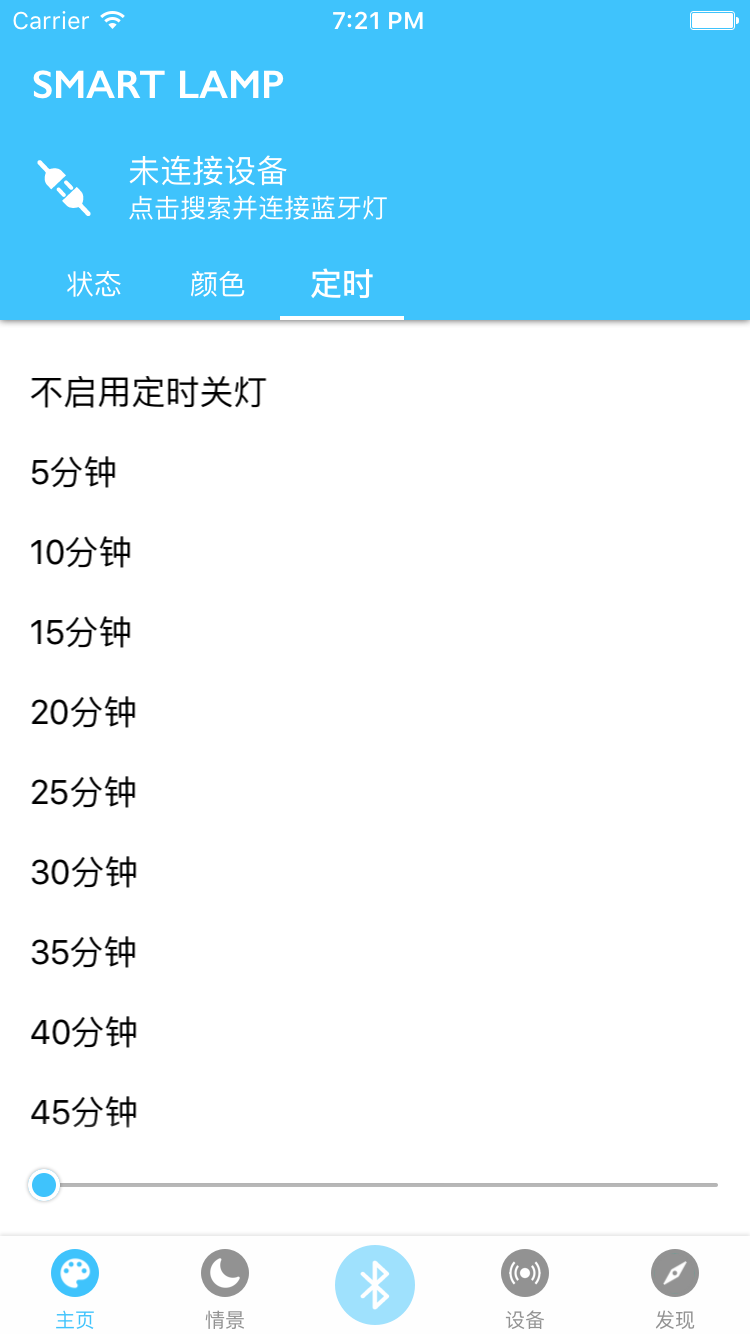 Carrier 7:21 PM
SMART LAMP
未连接设备
点击搜索并连接蓝牙灯
状态 颜色 定时
不启用定时关灯
5分钟
10分钟
15分钟
20分钟
25分钟
30分钟
35分钟
40分钟
45分钟
主页 情景 设备 发现